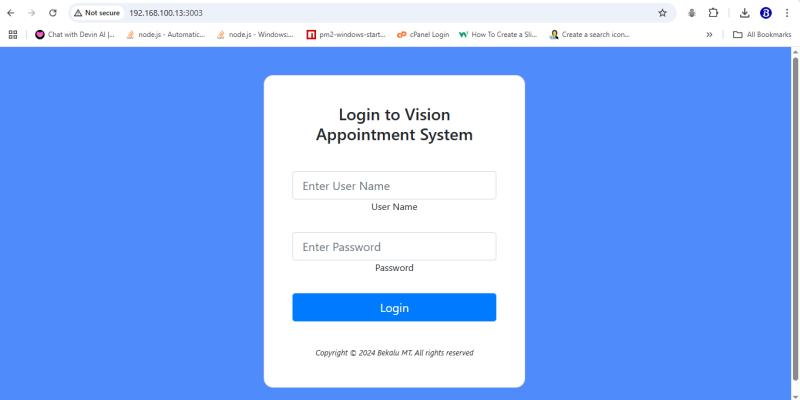 Not secure 192.168.100.13:3003
Chat with Devin AI |... node.js - Automatic... node.js - Windows:... pm2-windows-start... cPanel Login How To Create a Sli... Create a search icon... All Bookmarks
Login to Vision
Appointment System
Enter User Name
User Name
Enter Password
Password
Login
Copyright © 2024 Bekalu MT. All rights reserved